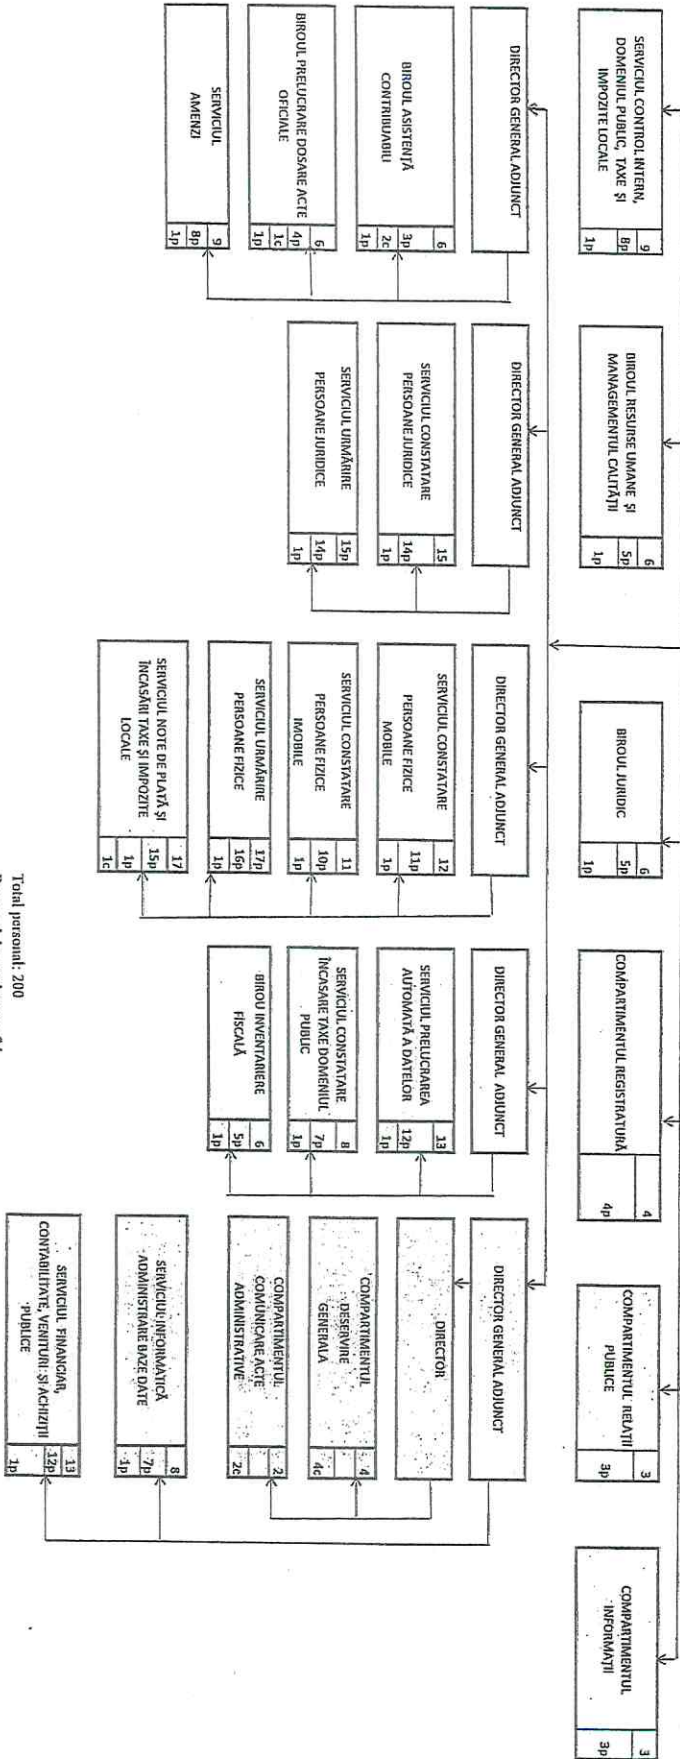 SERVICIUL CONTROL INTERN,
DOMENIUL PUBLIC, TAXE ȘI
IMPOZITE LOCALE
9
8p
1p
BIROUL RESURSE UMANE ȘI
MANAGEMENTUL CALITĂȚII
6
5p
1p
BIROUL JURIDIC
6
5p
1p
COMPARTIMENTUL REGISTRATURĂ
4
4p
COMPARTIMENTUL RELAȚII
PUBLICE
3
3p
COMPARTIMENTUL
INFORMAȚII
3
3p
DIRECTOR GENERAL ADJUNCT
BIROUL ASISTENȚĂ
CONTRIBUABILI
6
3p
2c
1p
BIROUL PRELUCRARE DOSARE ACTE
OFICIALE
6
4p
1c
1p
SERVICIUL
AMENZI
9
8p
1p
DIRECTOR GENERAL ADJUNCT
SERVICIUL CONSTATARE
PERSOANE JURIDICE
15
14p
1p
SERVICIUL URMĂRIRE
PERSOANE JURIDICE
15p
14p
1p
DIRECTOR GENERAL ADJUNCT
SERVICIUL CONSTATARE
PERSOANE FIZICE
MOBILE
12
11p
1p
SERVICIUL CONSTATARE
PERSOANE FIZICE
IMOBILE
11
10p
1p
SERVICIUL URMĂRIRE
PERSOANE FIZICE
17p
16p
1p
SERVICIUL NOTE DE PLATĂ ȘI
ÎNCASĂRI TAXE ȘI IMPOZITE
LOCALE
17
15p
1p
1c
DIRECTOR GENERAL ADJUNCT
SERVICIUL PRELUCRAREA
AUTOMATĂ A DATELOR
13
12p
1p
SERVICIUL CONSTATARE
ÎNCASARE TAXE DOMENIUL
PUBLIC
8
7p
1p
BIROU INVENTARIERE
FISCALĂ
6
5p
1p
DIRECTOR GENERAL ADJUNCT
DIRECTOR
COMPARTIMENTUL
DESERVIRE
GENERALA
4
4c
COMPARTIMENTUL
COMUNICARE ACTE
ADMINISTRATIVE
2
2c
SERVICIUL INFORMATICĂ
ADMINISTRARE BAZE DATE
8
7p
1p
SERVICIUL FINANCIAR,
CONTABILITATE, VENITURI ȘI ACHIZIȚII
PUBLICE
13
12p
1p
Total personal: 200